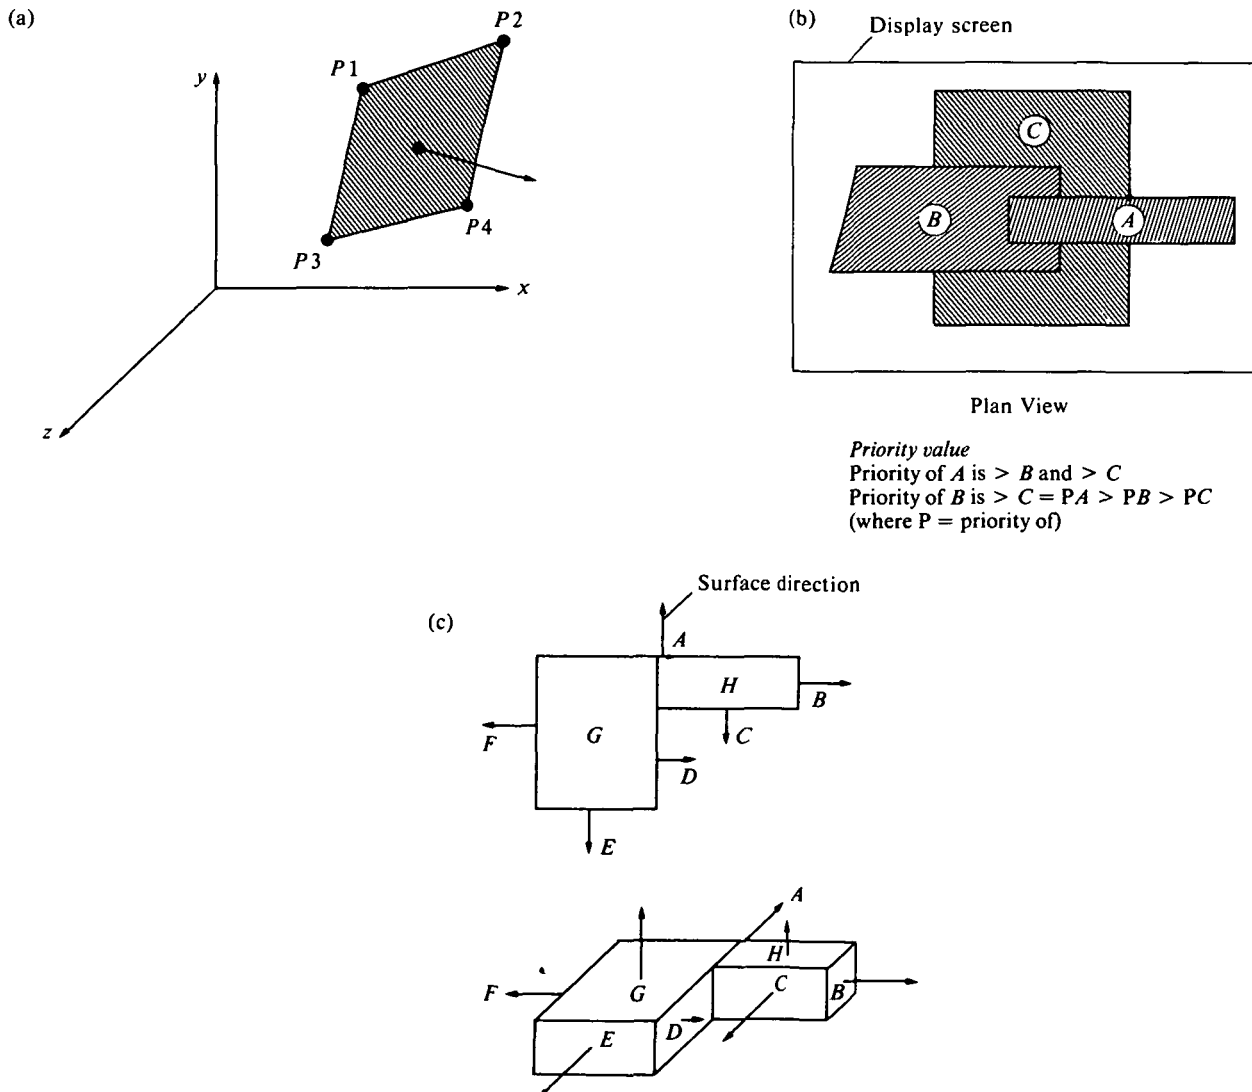 (a)
P2
P1
y
P4
P3
x
z
(b)
Display screen
C
B
A
Plan View
Priority value
Priority of A is > B and > C
Priority of B is > C = PA > PB > PC
(where P = priority of)
(c)
Surface direction
A
H
B
F
G
C
D
E
A
H
F
G
C
B
D
E